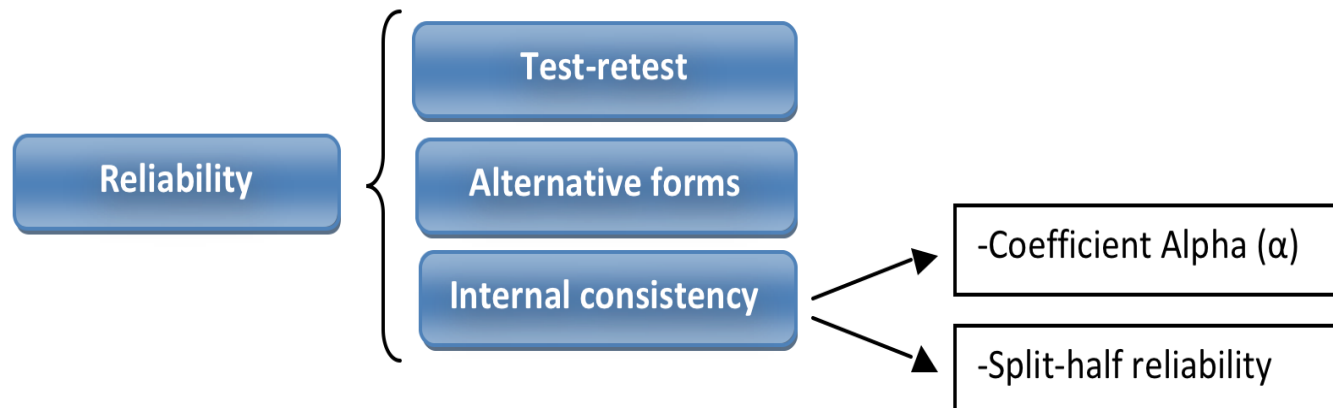 Reliability
Test-retest
Alternative forms
Internal consistency
-Coefficient Alpha (α)
-Split-half reliability